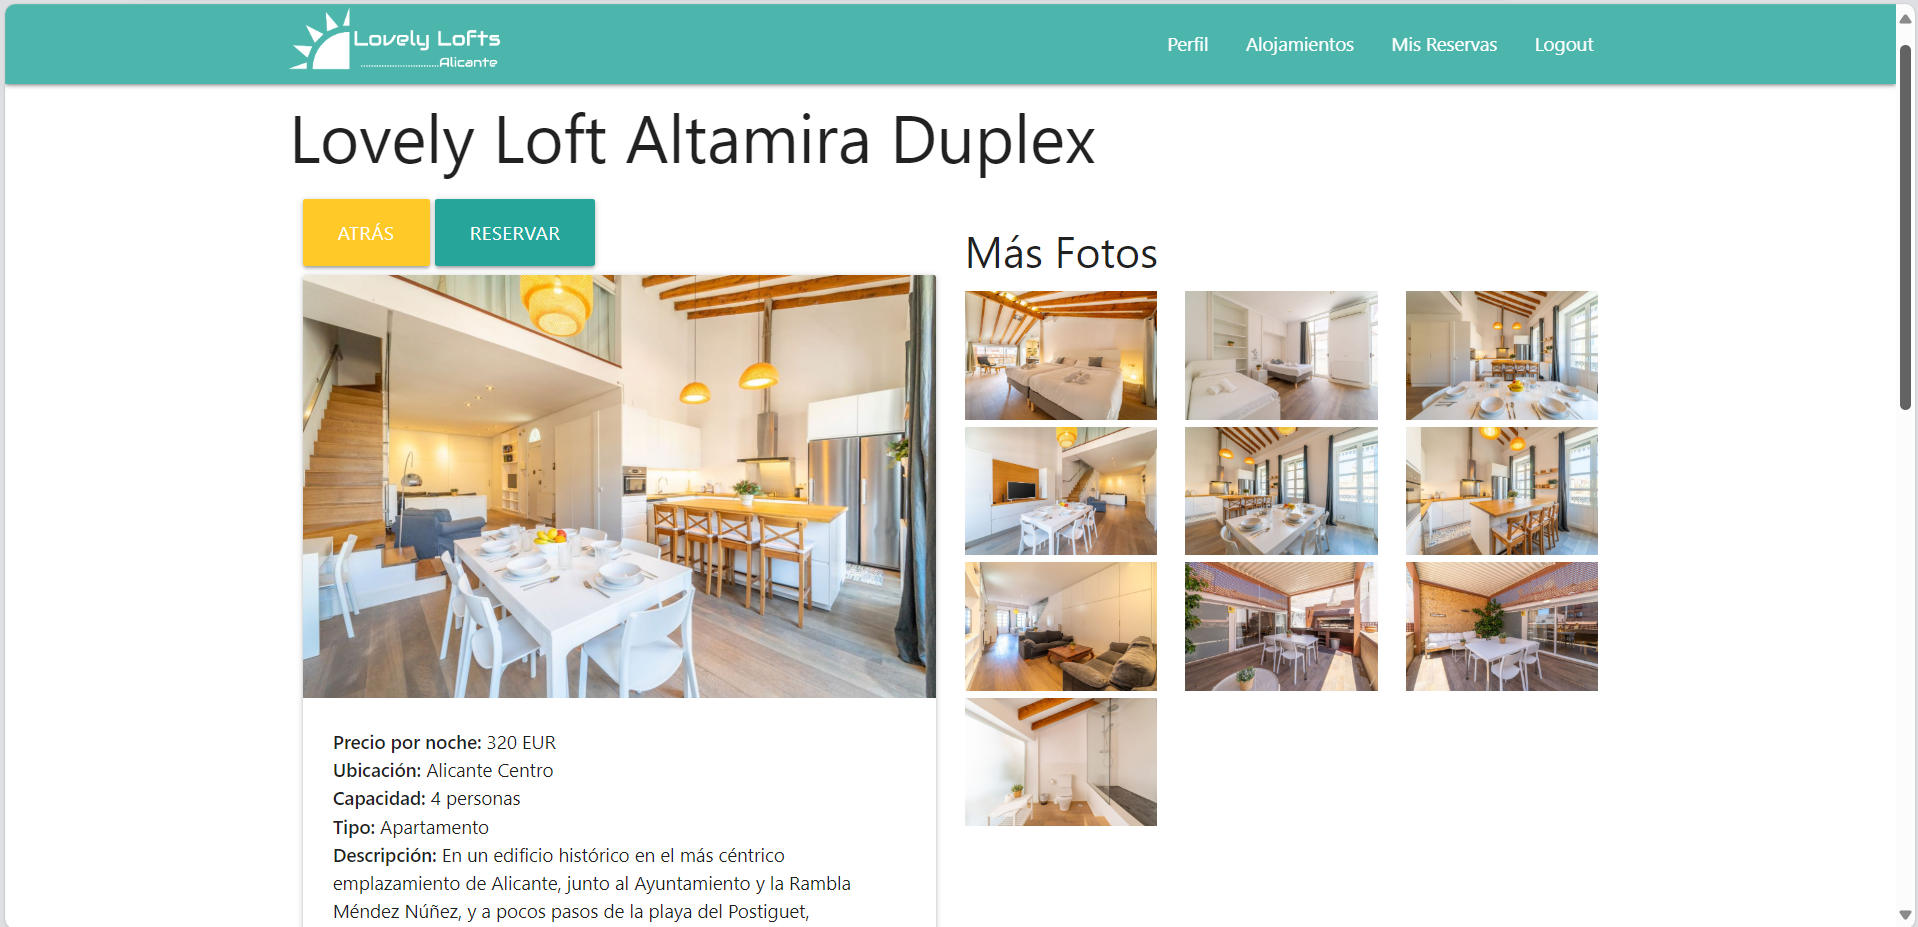 Lovely Lofts
Alicante
Perfil
Alojamientos
Mis Reservas
Logout
Lovely Loft Altamira Duplex
ATRÁS
RESERVAR
Más Fotos
Precio por noche: 320 EUR
Ubicación: Alicante Centro
Capacidad: 4 personas
Tipo: Apartamento
Descripción: En un edificio histórico en el más céntrico
emplazamiento de Alicante, junto al Ayuntamiento y la Rambla
Méndez Núñez, y a pocos pasos de la playa del Postiguet,